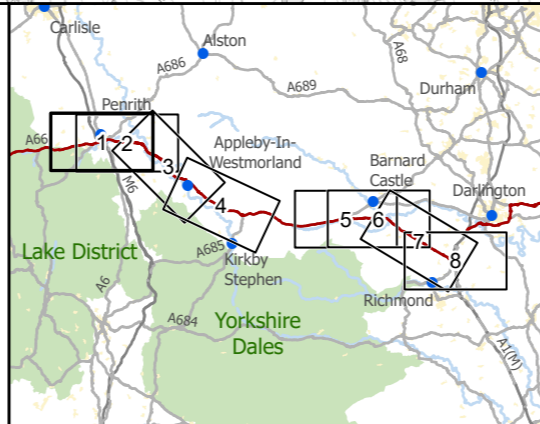 Carlisle
Alston
A686
A68
A689
Durham
Penrith
A66
1
2
Appleby-In-
Westmorland
3
M6
Barnard
Castle
Darlington
4
5
6
7
8
Lake District
A685
Kirkby
Stephen
A6
Richmond
A684
Yorkshire
Dales
A1(M)